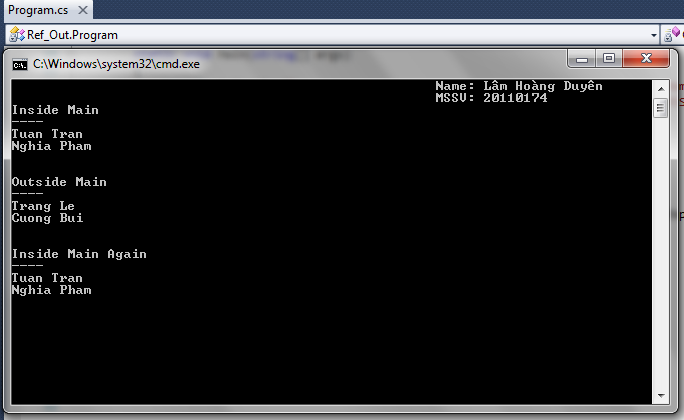 Program.cs
Ref_Out.Program
C:\Windows\system32\cmd.exe
Name: Lâm Hoàng Duyên
MSSV: 20110174
Inside Main
----
Tuan Tran
Nghia Pham
Outside Main
----
Trang Le
Cuong Bui
Inside Main Again
----
Tuan Tran
Nghia Pham